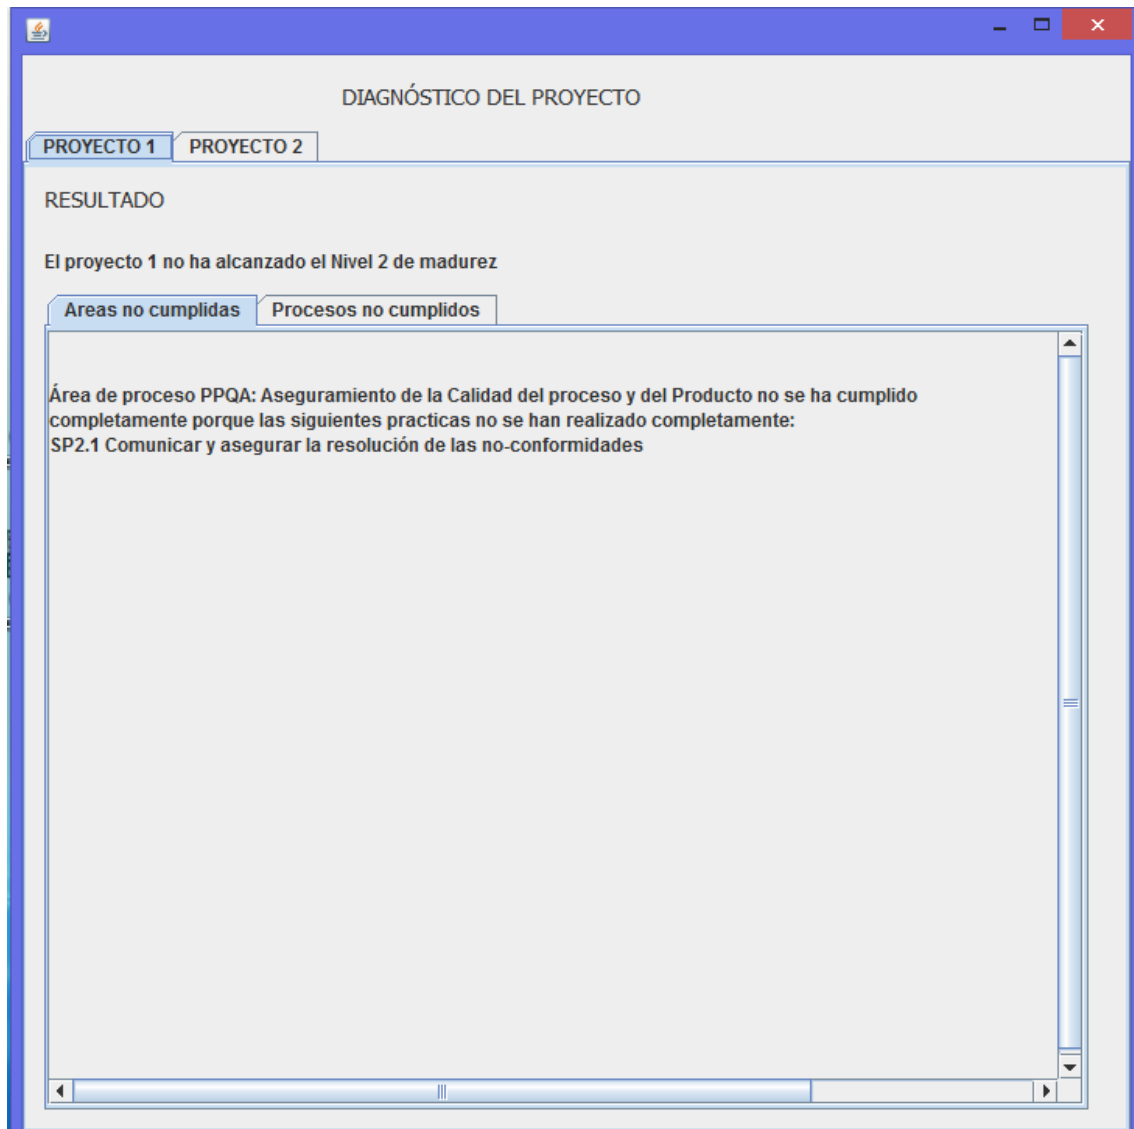 DIAGNÓSTICO DEL PROYECTO
PROYECTO 1 PROYECTO 2
RESULTADO
El proyecto 1 no ha alcanzado el Nivel 2 de madurez
Areas no cumplidas Procesos no cumplidos
Área de proceso PPQA: Aseguramiento de la Calidad del proceso y del Producto no se ha cumplido
completamente porque las siguientes practicas no se han realizado completamente:
SP2.1 Comunicar y asegurar la resolución de las no-conformidades